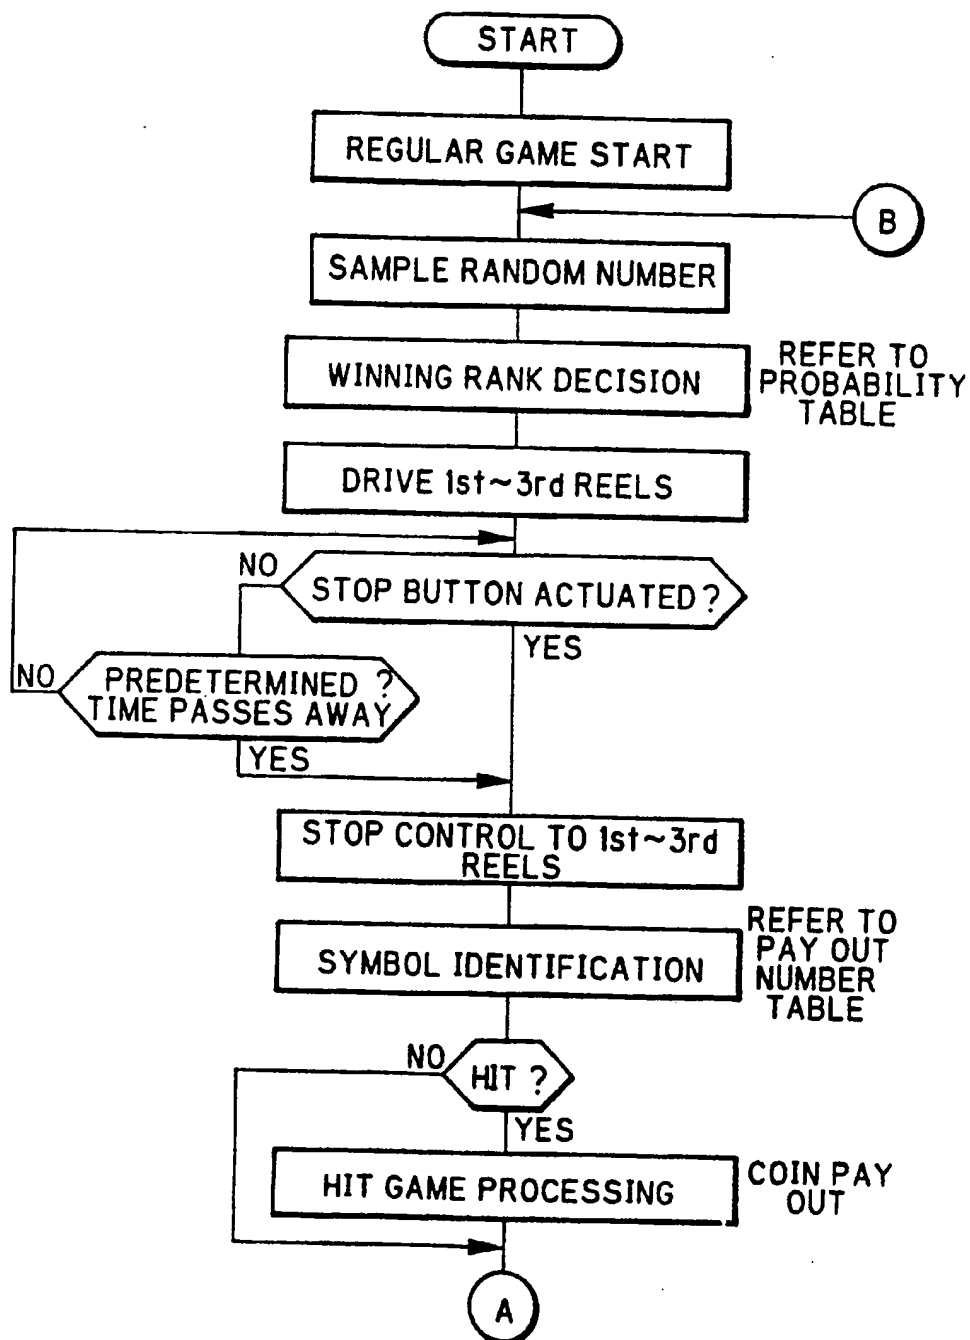 START
REGULAR GAME START
B
SAMPLE RANDOM NUMBER
WINNING RANK DECISION
REFER TO
PROBABILITY
TABLE
DRIVE 1st~3rd REELS
NO
STOP BUTTON ACTUATED ?
YES
NO
PREDETERMINED ?
TIME PASSES AWAY
YES
STOP CONTROL TO 1st~3rd
REELS
SYMBOL IDENTIFICATION
REFER TO
PAY OUT
NUMBER
TABLE
NO
HIT ?
YES
HIT GAME PROCESSING
COIN PAY
OUT
A